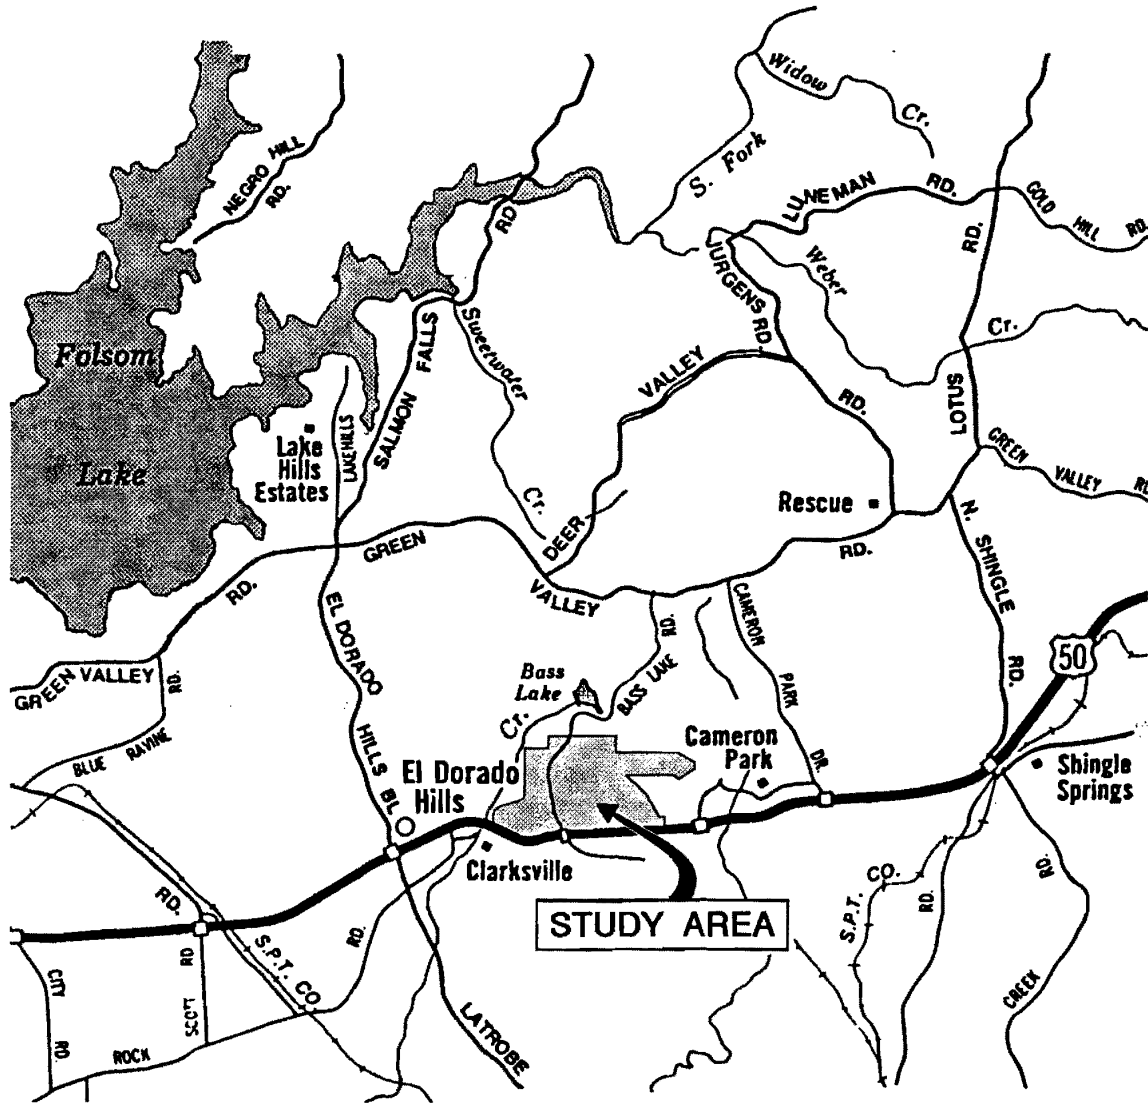 Widow
Cr.
S. Fork
NEGRO HILL
RD.
LUNEMAN
RD.
GOLD
HILL
RD.
RD
RD.
JURGENS RD.
Weber
Cr.
Folsom
Lake
SALMON
FALLS
Sweetwater
Cr.
VALLEY
DEER
RD.
LOTUS
Lake
Hills
Estates
LAKEHILLS
GREEN
VALLEY
RD.
Rescue
N. SHINGLE
RD.
RD.
GREEN
VALLEY
RD.
EL DORADO
HILLS
BL
CAMERON
PARK
DR.
RD.
BASS LAKE
50
GREEN VALLEY
RD.
BLUE RAVINE
Bass
Lake
Cr.
Cameron
Park
El Dorado
Hills
Shingle
Springs
Clarksville
STUDY AREA
RD.
S.P.T. CO.
RD.
S.P.T. CO.
RD.
RD.
CREEK
CITY
RD.
SCOTT
RD
ROCK
LATROBE